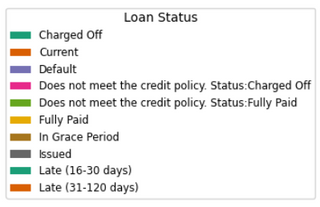 Loan Status
Charged Off
Current
Default
Does not meet the credit policy. Status:Charged Off
Does not meet the credit policy. Status:Fully Paid
Fully Paid
In Grace Period
Issued
Late (16-30 days)
Late (31-120 days)